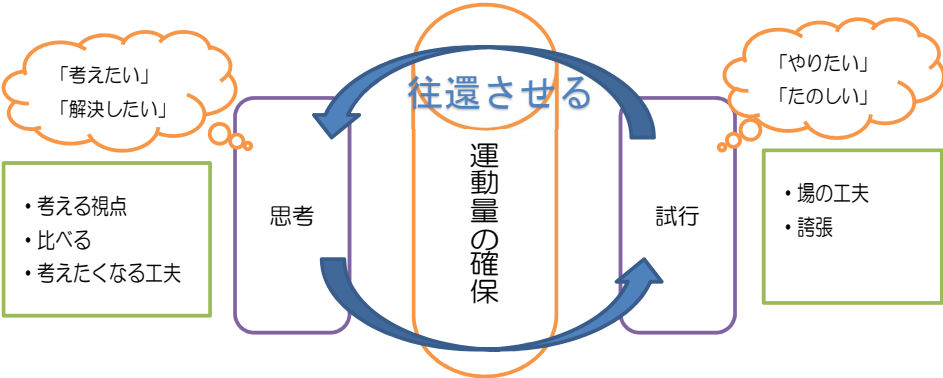 「考えたい」
「解決したい」
「やりたい」
「たのしい」
往還させる
・考える視点
・比べる
・考えたくなる工夫
思考
運動量の確保
試行
・場の工夫
・誇張